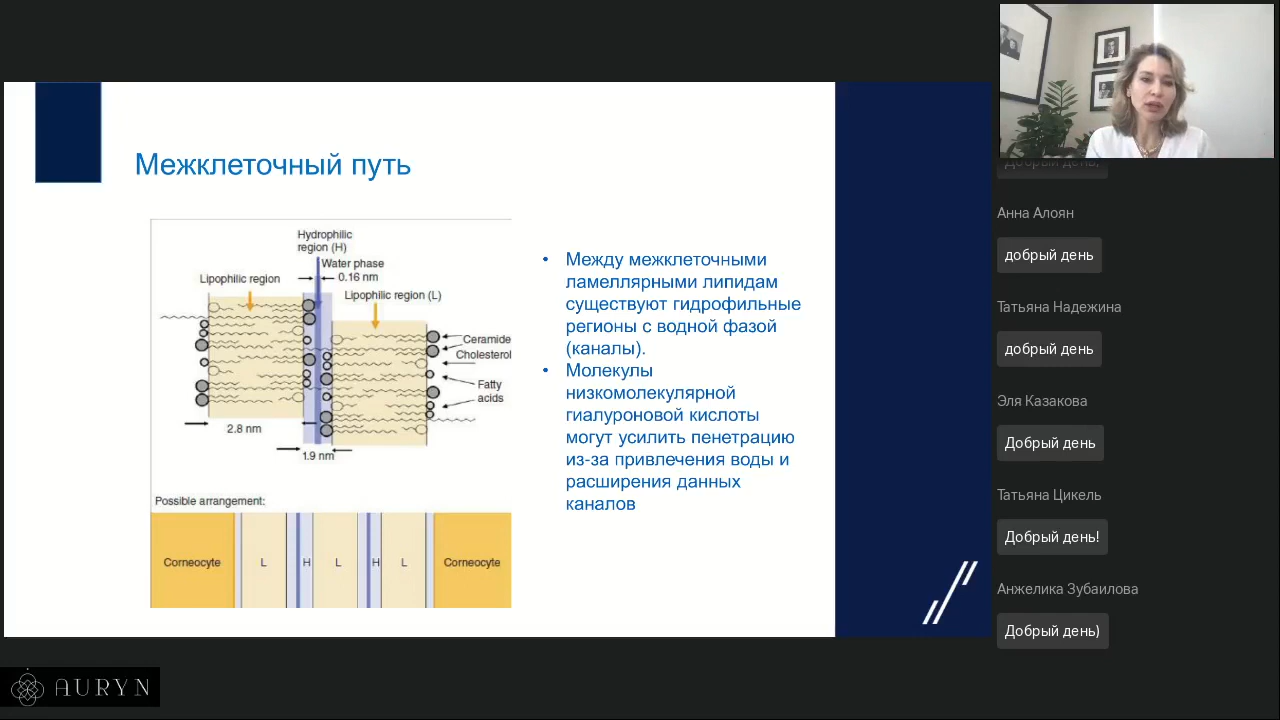 Межклеточный путь
Hydrophilic
region (H)
Water phase
0.16 nm
Lipophilic region
Lipophilic region (L)
Ceramide
Cholesterol
Fatty
acids
2.8 nm
1.9 nm
Possible arrangement:
Corneocyte
L
H
L
H
L
Corneocyte
• Между межклеточными
ламеллярными липидам
существуют гидрофильные
регионы с водной фазой
(каналы).
• Молекулы
низкомолекулярной
гиалуроновой кислоты
могут усилить пенетрацию
из-за привлечения воды и
расширения данных
каналов
AURYN
Добрый день,
Анна Алоян
добрый день
Татьяна Надежина
добрый день
Эля Казакова
Добрый день
Татьяна Цикель
Добрый день!
Анжелика Зубаилова
Добрый день)